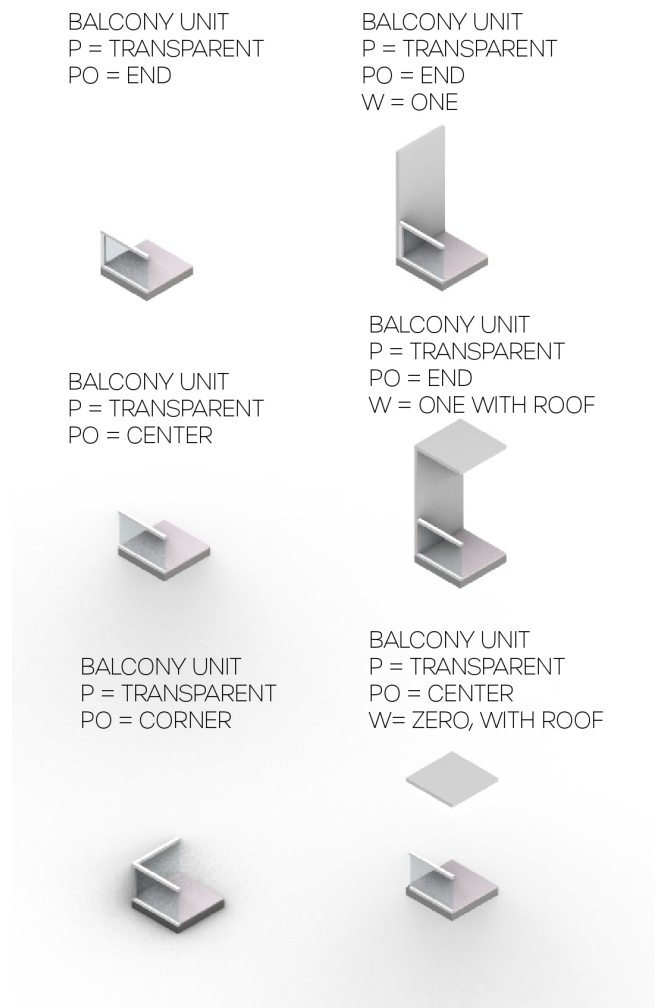 BALCONY UNIT
P = TRANSPARENT
PO = END
BALCONY UNIT
P = TRANSPARENT
PO = END
W = ONE
BALCONY UNIT
P = TRANSPARENT
PO = CENTER
BALCONY UNIT
P = TRANSPARENT
PO = END
W = ONE WITH ROOF
BALCONY UNIT
P = TRANSPARENT
PO = CORNER
BALCONY UNIT
P = TRANSPARENT
PO = CENTER
W= ZERO, WITH ROOF